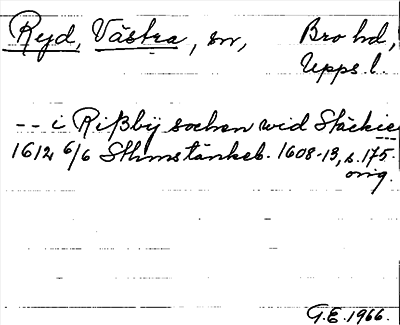 Ryd, Västra, sn, Bro hd,
Upps. l.
-- i Rißbÿ sochen wid Stäckie
1612 6/6 Sthms tänkeb. 1608-13, s. 175.
orig.
G.E. 1966.